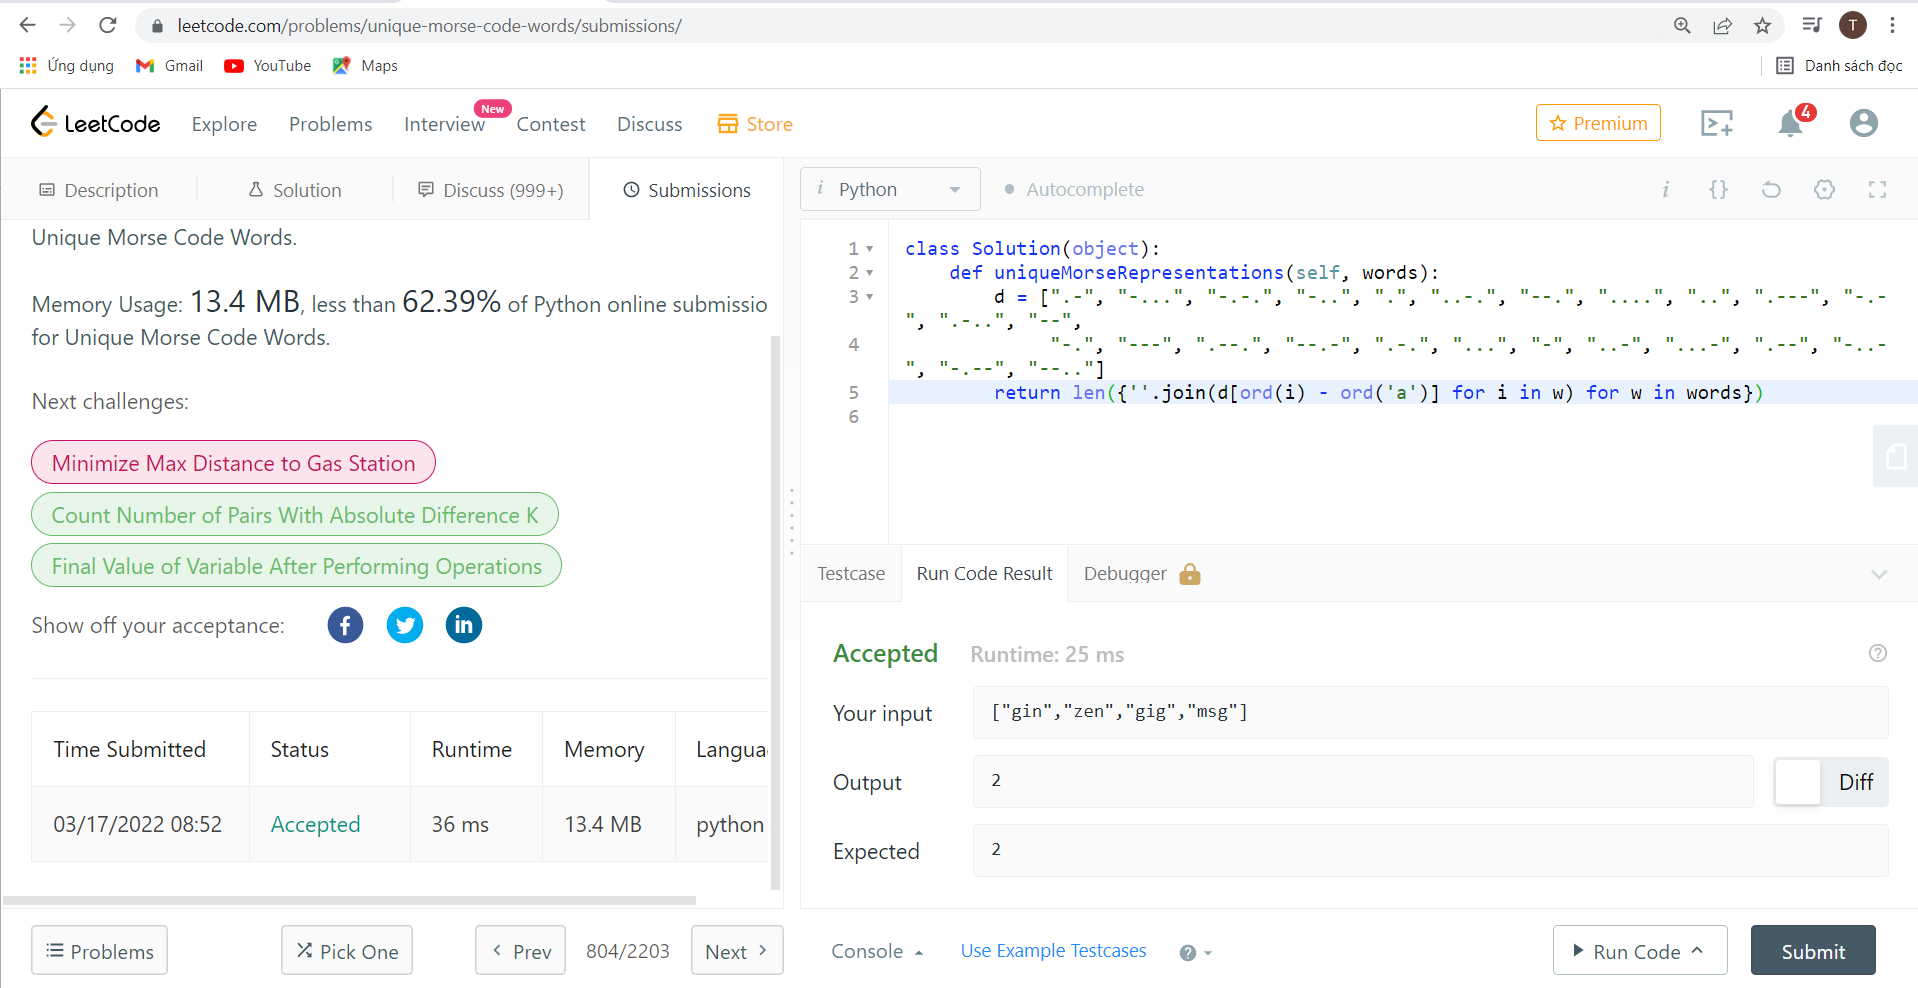 leetcode.com/problems/unique-morse-code-words/submissions/
T
Ứng dụng Gmail YouTube Maps Danh sách đọc
LeetCode Explore Problems Interview New Contest Discuss Store Premium 4
Description Solution Discuss (999+) Submissions
Unique Morse Code Words.
Memory Usage: 13.4 MB, less than 62.39% of Python online submissio
for Unique Morse Code Words.
Next challenges:
Minimize Max Distance to Gas Station
Count Number of Pairs With Absolute Difference K
Final Value of Variable After Performing Operations
Show off your acceptance:
Time Submitted Status Runtime Memory Langua
03/17/2022 08:52 Accepted 36 ms 13.4 MB python
Problems Pick One Prev 804/2203 Next
i Python Autocomplete i {}
1 class Solution(object):
2 def uniqueMorseRepresentations(self, words):
3 d = [".-", "-...", "-.-.", "-..", ".", "..-.", "--.", "....", "..", ".---", "-.-
", ".-..", "--",
4 "-.", "---", ".--.", "--.-", ".-.", "...", "-", "..-", "...-", ".--", "-..-
", "-.--", "--.."]
5 return len({''.join(d[ord(i) - ord('a')] for i in w) for w in words})
6
Testcase Run Code Result Debugger
Accepted Runtime: 25 ms
Your input ["gin","zen","gig","msg"]
Output 2 Diff
Expected 2
Console Use Example Testcases ? Run Code Submit